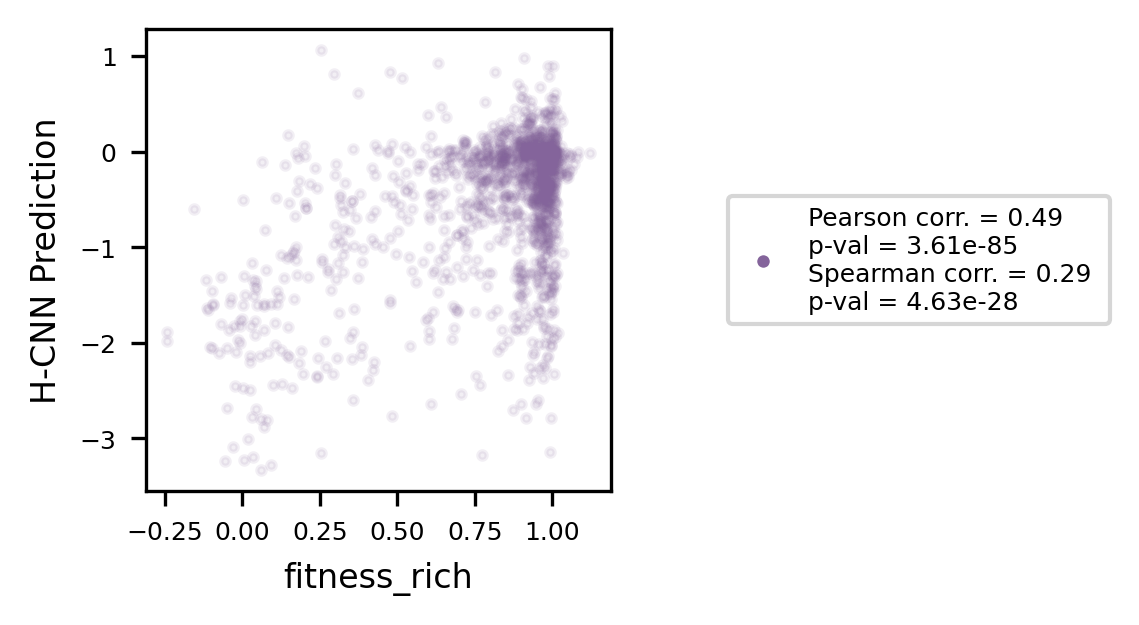 1
0
−1
−2
−3
H-CNN Prediction
−0.25 0.00 0.25 0.50 0.75 1.00
fitness_rich
Pearson corr. = 0.49
p-val = 3.61e-85
Spearman corr. = 0.29
p-val = 4.63e-28